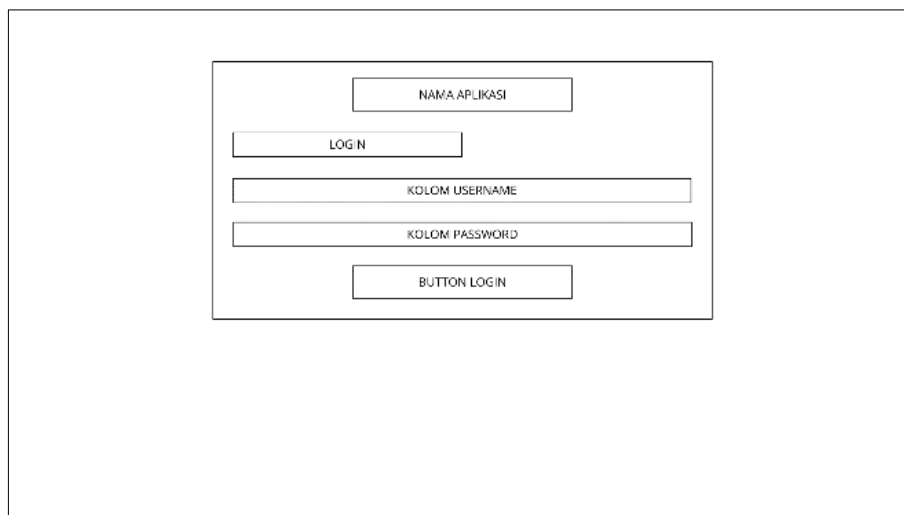 NAMA APLIKASI
LOGIN
KOLOM USERNAME
KOLOM PASSWORD
BUTTON LOGIN